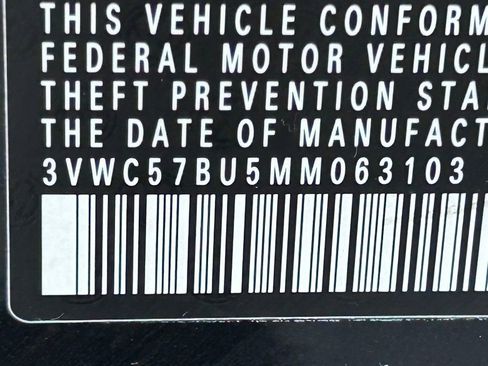 THIS VEHICLE CONFORM
FEDERAL MOTOR VEHICL
THEFT PREVENTION STA
THE DATE OF MANUFACT
3VWC57BU5MM063103